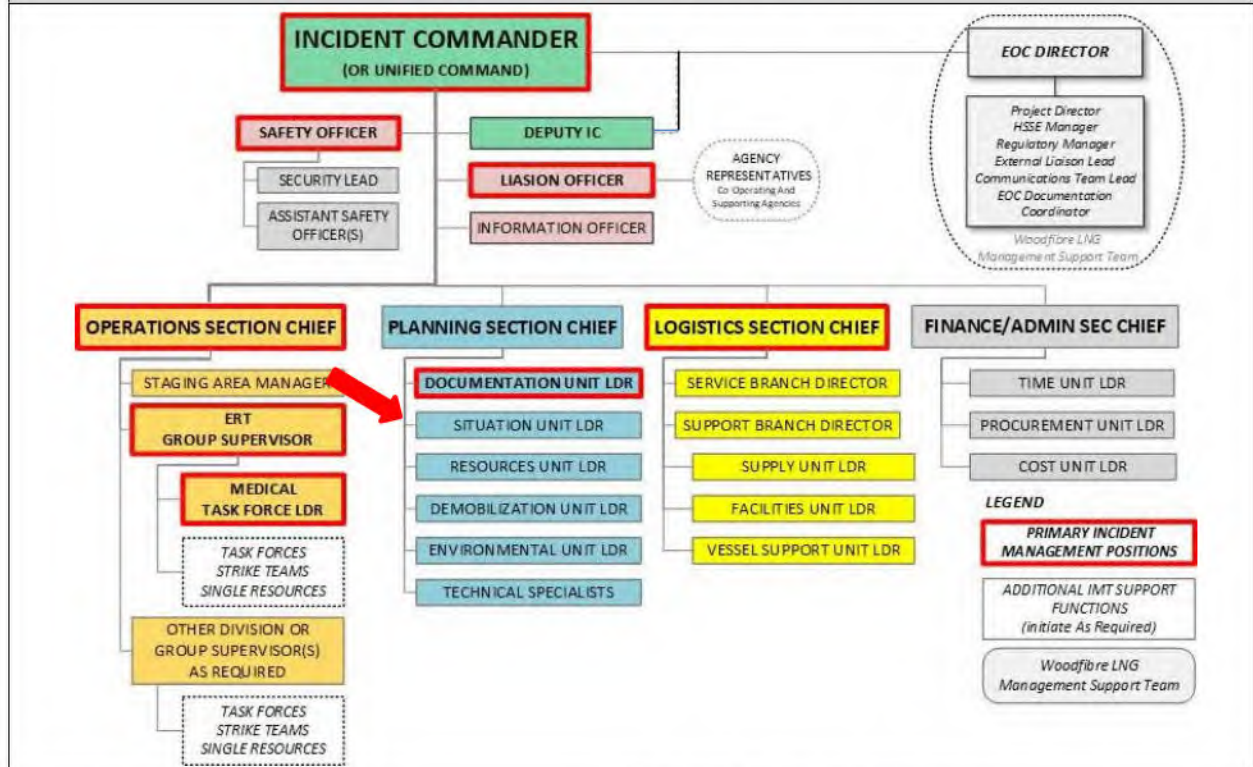 INCIDENT COMMANDER
(OR UNIFIED COMMAND)
EOC DIRECTOR
Project Director
HSSE Manager
Regulatory Manager
External Liaison Lead
Communications Team Lead
EOC Documentation
Coordinator
Woodfibre LNG
Management Support Team
SAFETY OFFICER
SECURITY LEAD
ASSISTANT SAFETY
OFFICER(S)
DEPUTY IC
LIASION OFFICER
INFORMATION OFFICER
AGENCY
REPRESENTATIVES
Co Operating And
Supporting Agencies
OPERATIONS SECTION CHIEF
STAGING AREA MANAGER
ERT
GROUP SUPERVISOR
MEDICAL
TASK FORCE LDR
TASK FORCES
STRIKE TEAMS
SINGLE RESOURCES
OTHER DIVISION OR
GROUP SUPERVISOR(S)
AS REQUIRED
TASK FORCES
STRIKE TEAMS
SINGLE RESOURCES
PLANNING SECTION CHIEF
DOCUMENTATION UNIT LDR
SITUATION UNIT LDR
RESOURCES UNIT LDR
DEMOBILIZATION UNIT LDR
ENVIRONMENTAL UNIT LDR
TECHNICAL SPECIALISTS
LOGISTICS SECTION CHIEF
SERVICE BRANCH DIRECTOR
SUPPORT BRANCH DIRECTOR
SUPPLY UNIT LDR
FACILITIES UNIT LDR
VESSEL SUPPORT UNIT LDR
FINANCE/ADMIN SEC CHIEF
TIME UNIT LDR
PROCUREMENT UNIT LDR
COST UNIT LDR
LEGEND
PRIMARY INCIDENT
MANAGEMENT POSITIONS
ADDITIONAL IMT SUPPORT
FUNCTIONS
(initiate As Required)
Woodfibre LNG
Management Support Team